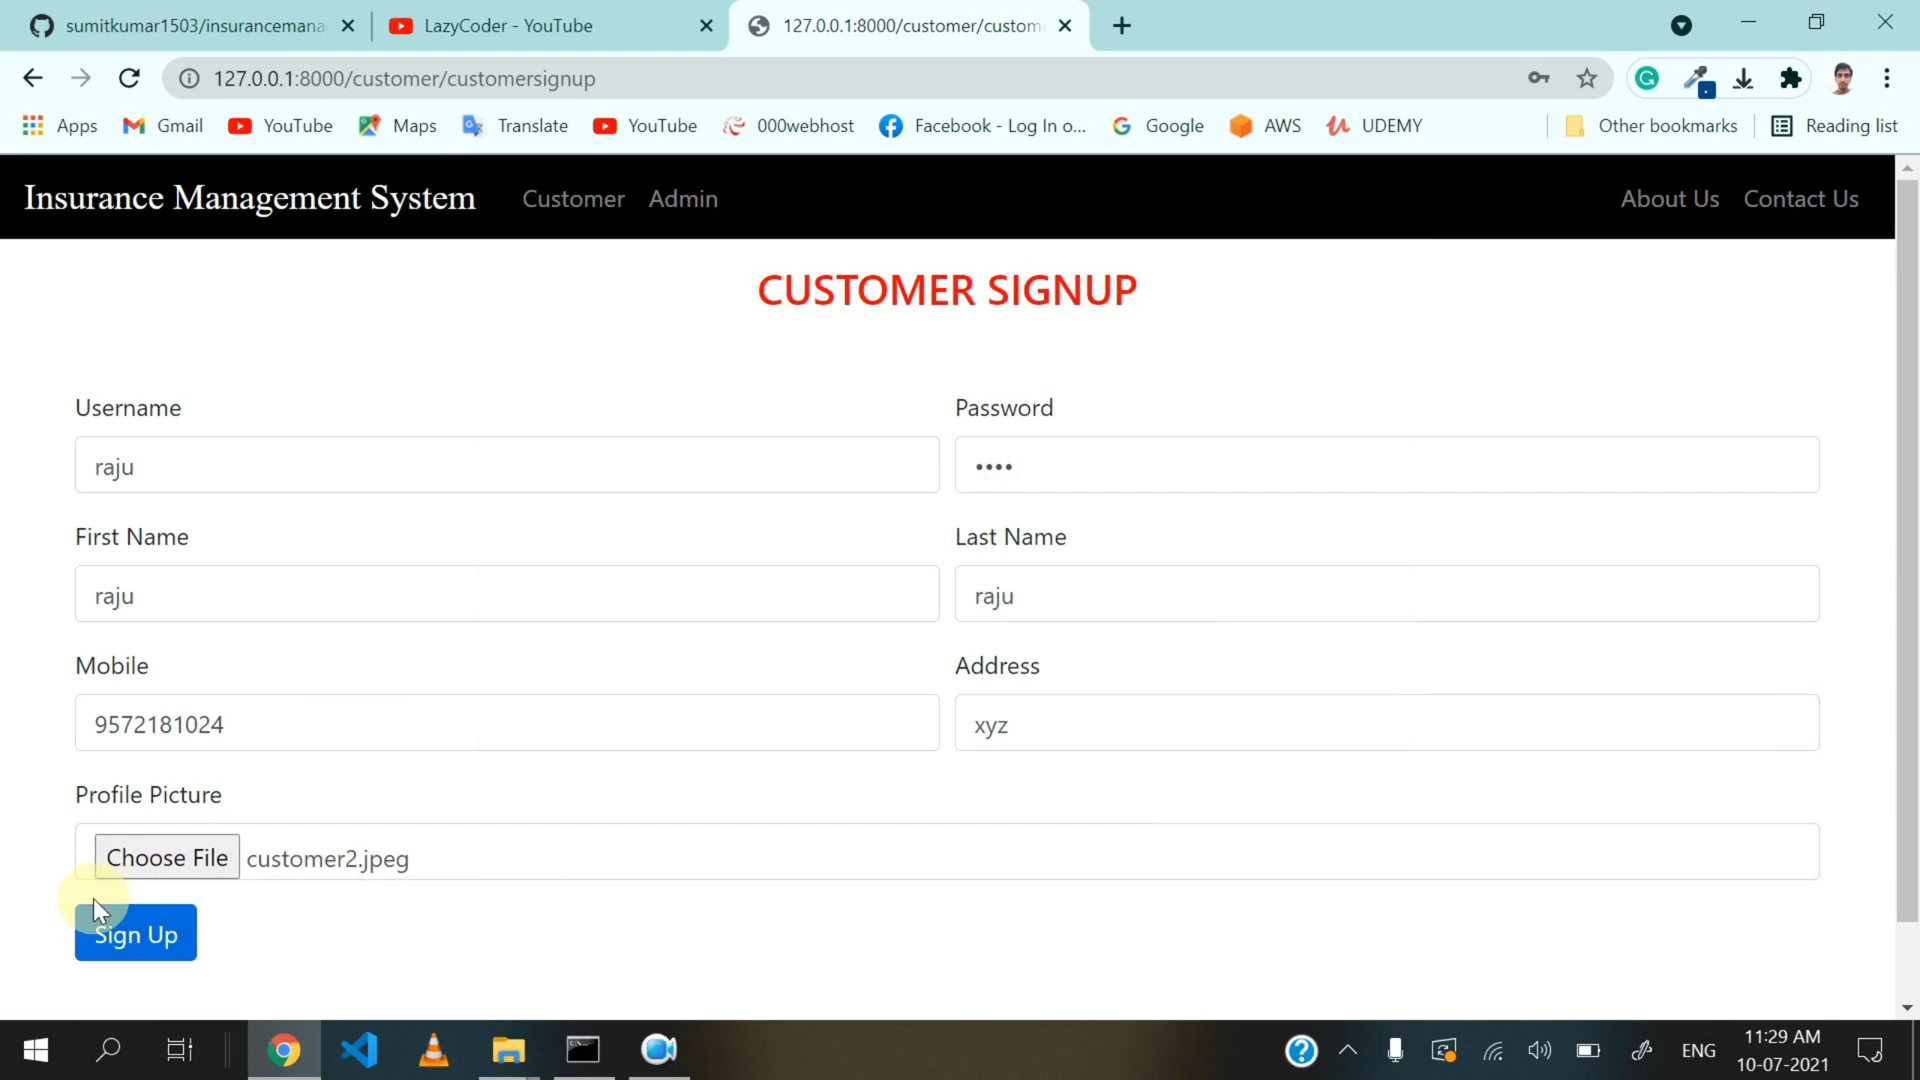 sumitkumar1503/insurancemana
LazyCoder - YouTube
127.0.0.1:8000/customer/custom
127.0.0.1:8000/customer/customersignup
Apps
Gmail
YouTube
Maps
Translate
YouTube
000webhost
Facebook - Log In o...
Google
AWS
UDEMY
Other bookmarks
Reading list
Insurance Management System
Customer
Admin
About Us
Contact Us
CUSTOMER SIGNUP
Username
Password
raju
••••
First Name
Last Name
raju
raju
Mobile
Address
9572181024
xyz
Profile Picture
Choose File
customer2.jpeg
Sign Up
ENG
11:29 AM
10-07-2021